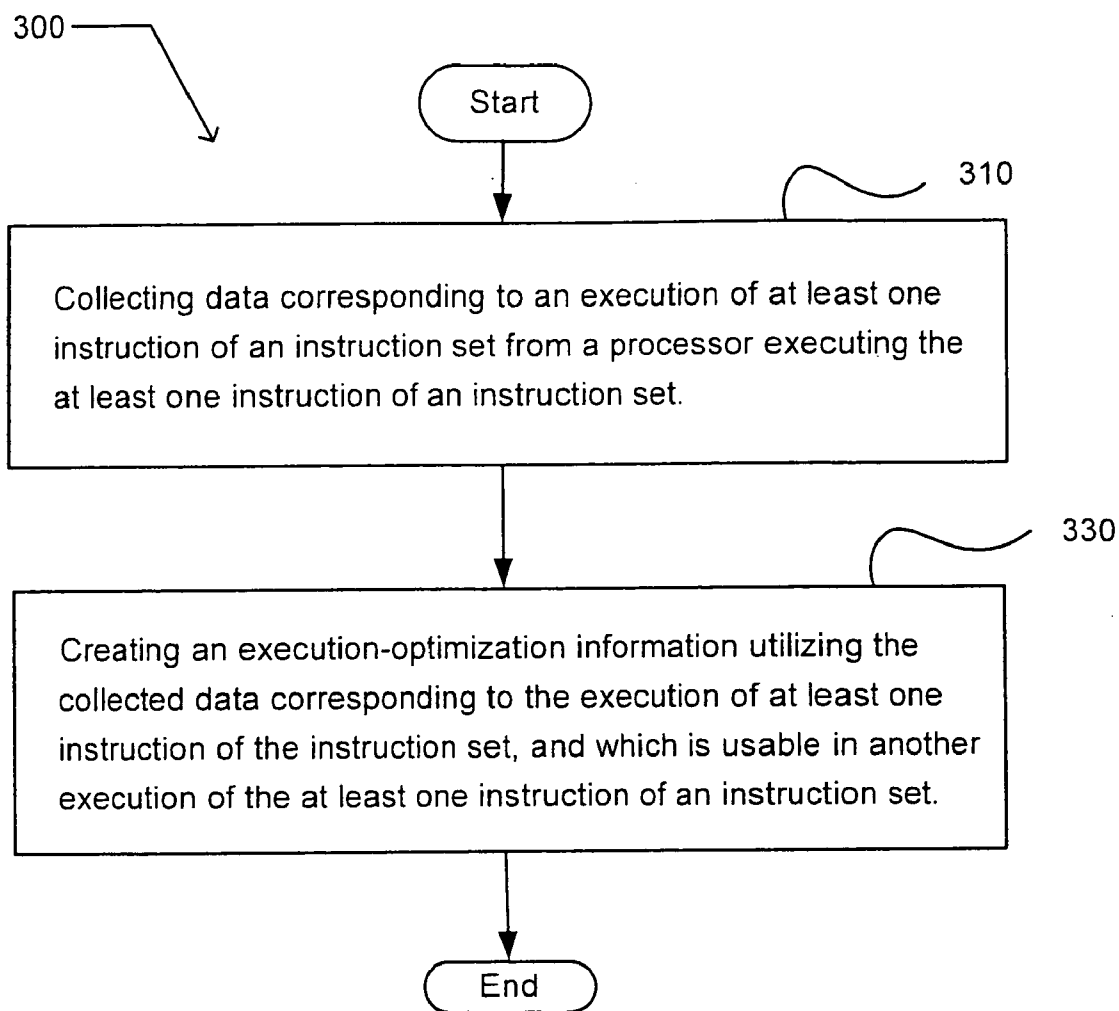 300
Start
310
Collecting data corresponding to an execution of at least one
instruction of an instruction set from a processor executing the
at least one instruction of an instruction set.
330
Creating an execution-optimization information utilizing the
collected data corresponding to the execution of at least one
instruction of the instruction set, and which is usable in another
execution of the at least one instruction of an instruction set.
End